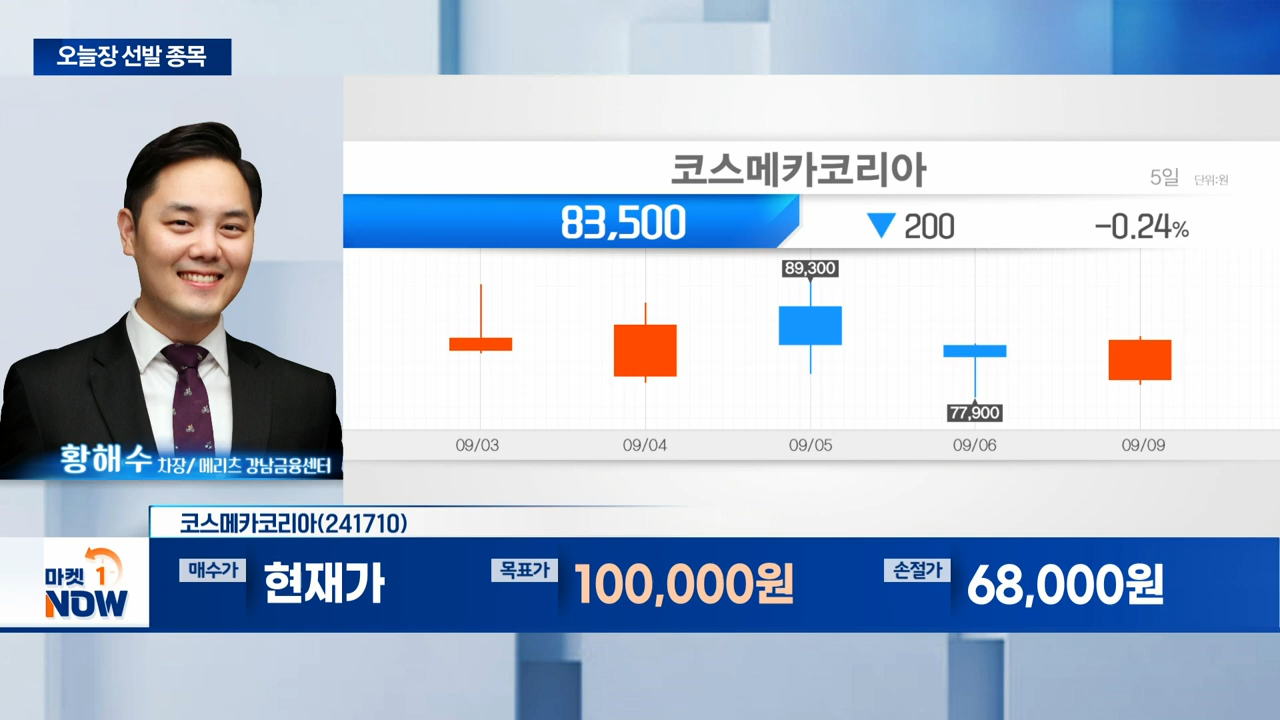 오늘장 선발 종목
코스메카코리아
5일 단위:원
83,500 ▼ 200 -0.24%
89,300
77,900
09/03 09/04 09/05 09/06 09/09
황해수 차장/ 메리츠 강남금융센터
코스메카코리아(241710)
마켓 1
NOW
매수가 현재가 목표가 100,000원 손절가 68,000원